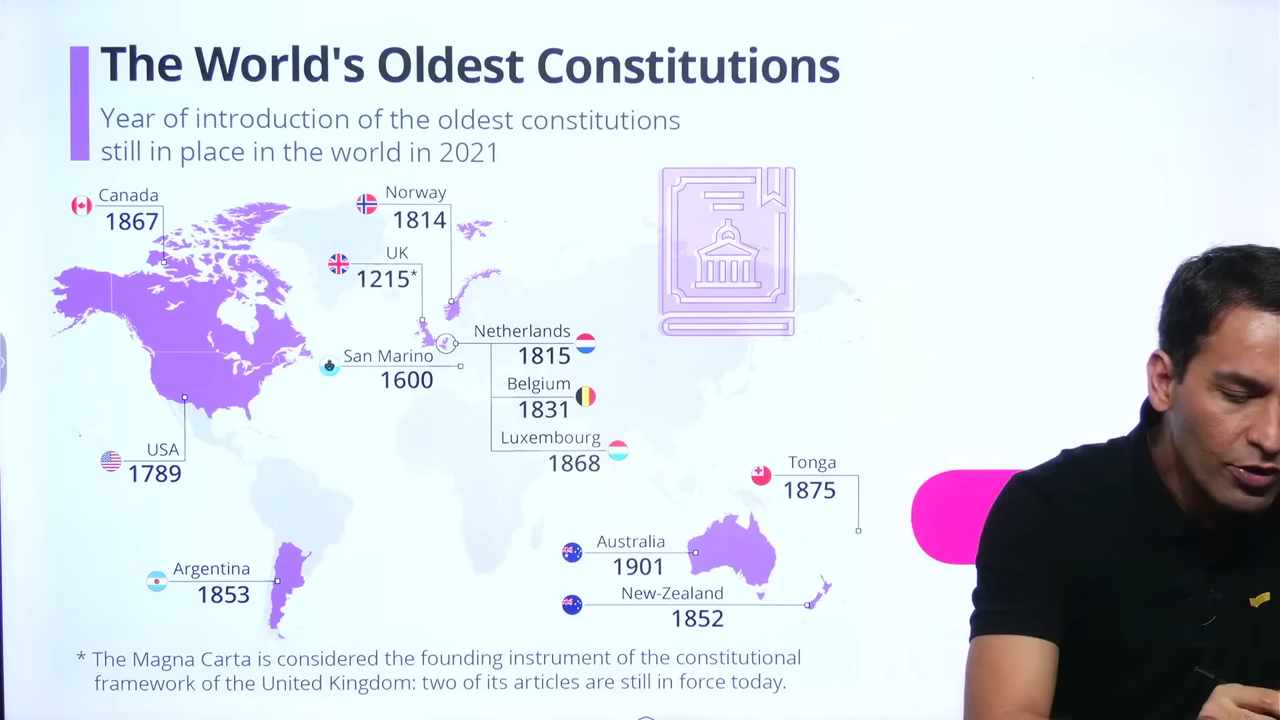 The World's Oldest Constitutions
Year of introduction of the oldest constitutions
still in place in the world in 2021
Canada
1867
Norway
1814
UK
1215*
Netherlands
1815
San Marino
1600
Belgium
1831
Luxembourg
1868
USA
1789
Tonga
1875
Australia
1901
Argentina
1853
New-Zealand
1852
* The Magna Carta is considered the founding instrument of the constitutional
framework of the United Kingdom: two of its articles are still in force today.